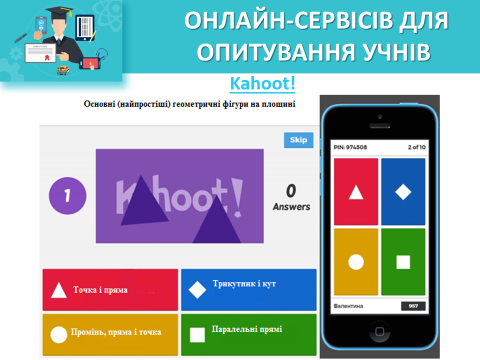 ОНЛАЙН-СЕРВІСІВ ДЛЯ
ОПИТУВАННЯ УЧНІВ
Kahoot!
Основні (найпростіші) геометричні фігури на площині
Skip
1
Kahoot!
0
Answers
Точка і пряма
Трикутник і кут
Промінь, пряма і точка
Паралельні прямі
PIN: 974508
2 of 10
Валентина
957